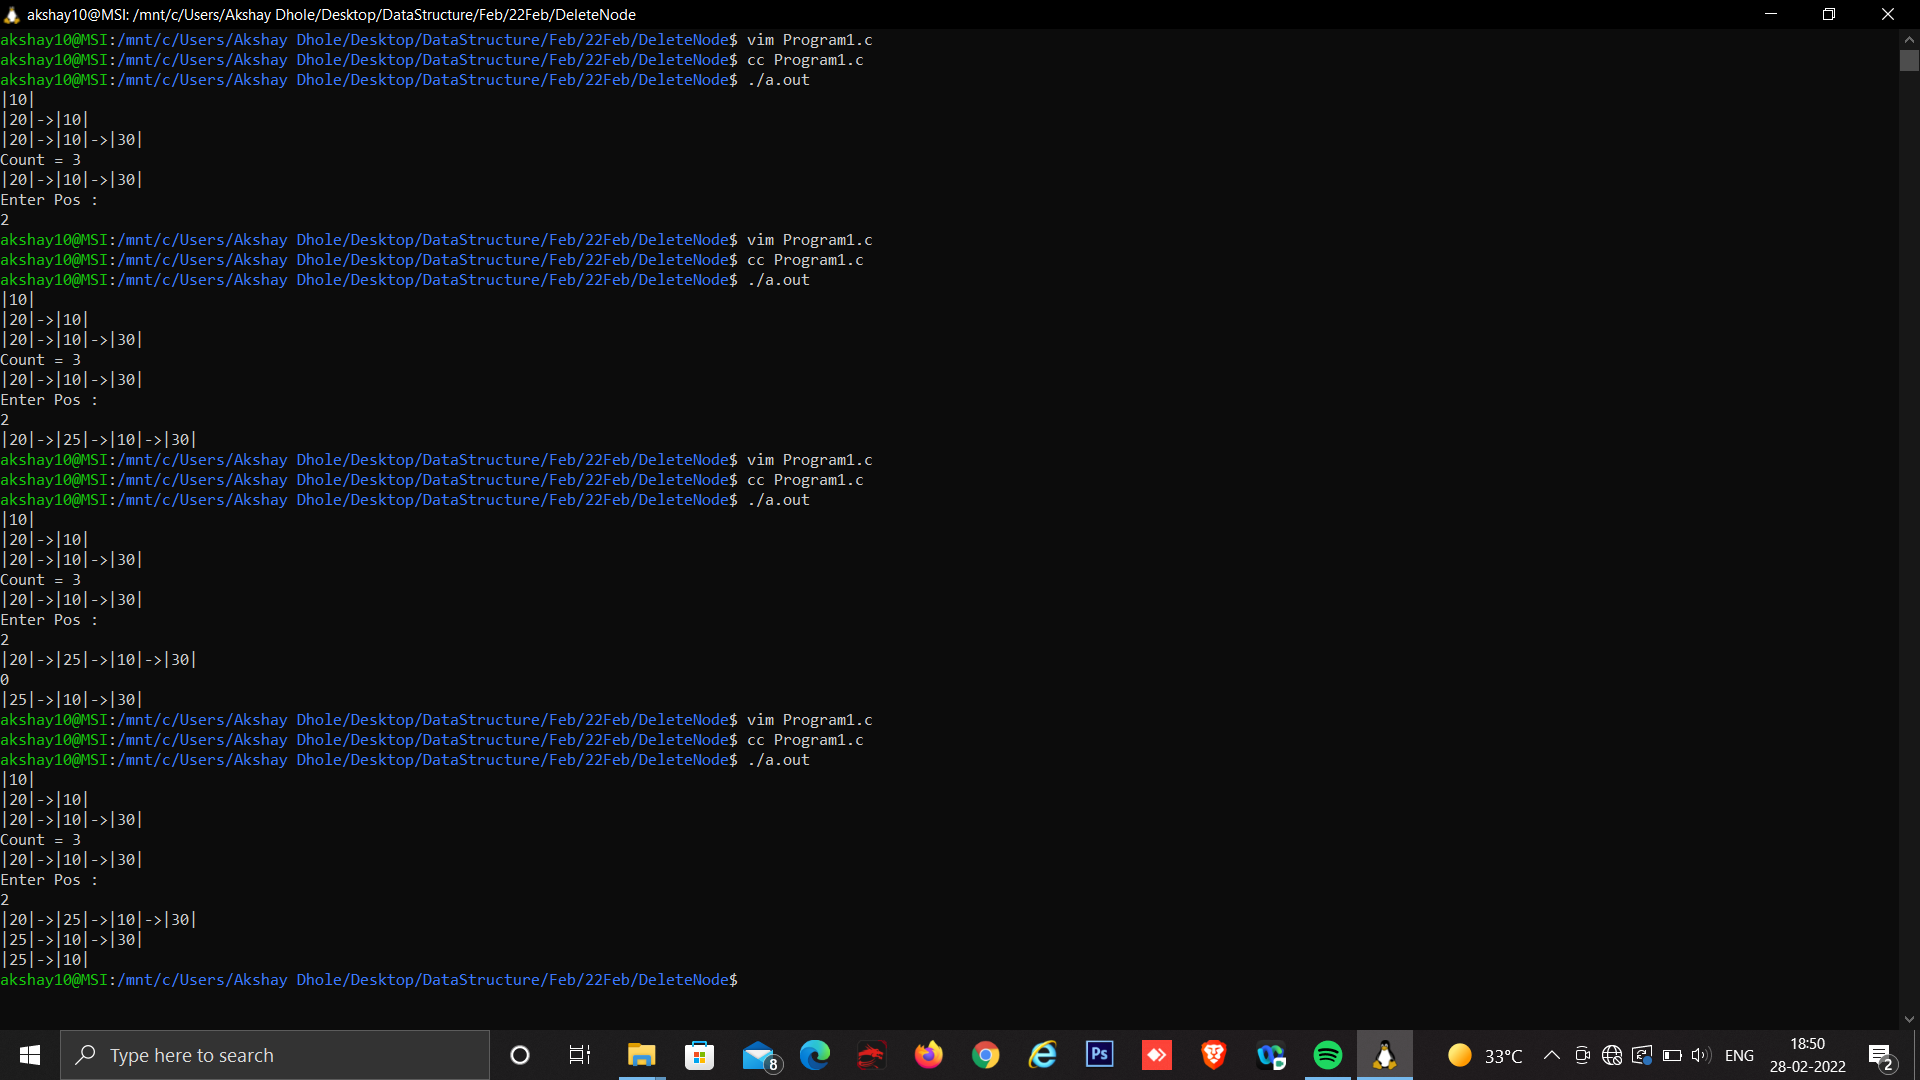 akshay10@MSI: /mnt/c/Users/Akshay Dhole/Desktop/DataStructure/Feb/22Feb/DeleteNode
akshay10@MSI:/mnt/c/Users/Akshay Dhole/Desktop/DataStructure/Feb/22Feb/DeleteNode$ vim Program1.c
akshay10@MSI:/mnt/c/Users/Akshay Dhole/Desktop/DataStructure/Feb/22Feb/DeleteNode$ cc Program1.c
akshay10@MSI:/mnt/c/Users/Akshay Dhole/Desktop/DataStructure/Feb/22Feb/DeleteNode$ ./a.out
|10|
|20|->|10|
|20|->|10|->|30|
Count = 3
|20|->|10|->|30|
Enter Pos :
2
akshay10@MSI:/mnt/c/Users/Akshay Dhole/Desktop/DataStructure/Feb/22Feb/DeleteNode$ vim Program1.c
akshay10@MSI:/mnt/c/Users/Akshay Dhole/Desktop/DataStructure/Feb/22Feb/DeleteNode$ cc Program1.c
akshay10@MSI:/mnt/c/Users/Akshay Dhole/Desktop/DataStructure/Feb/22Feb/DeleteNode$ ./a.out
|10|
|20|->|10|
|20|->|10|->|30|
Count = 3
|20|->|10|->|30|
Enter Pos :
2
|20|->|25|->|10|->|30|
akshay10@MSI:/mnt/c/Users/Akshay Dhole/Desktop/DataStructure/Feb/22Feb/DeleteNode$ vim Program1.c
akshay10@MSI:/mnt/c/Users/Akshay Dhole/Desktop/DataStructure/Feb/22Feb/DeleteNode$ cc Program1.c
akshay10@MSI:/mnt/c/Users/Akshay Dhole/Desktop/DataStructure/Feb/22Feb/DeleteNode$ ./a.out
|10|
|20|->|10|
|20|->|10|->|30|
Count = 3
|20|->|10|->|30|
Enter Pos :
2
|20|->|25|->|10|->|30|
0
|25|->|10|->|30|
akshay10@MSI:/mnt/c/Users/Akshay Dhole/Desktop/DataStructure/Feb/22Feb/DeleteNode$ vim Program1.c
akshay10@MSI:/mnt/c/Users/Akshay Dhole/Desktop/DataStructure/Feb/22Feb/DeleteNode$ cc Program1.c
akshay10@MSI:/mnt/c/Users/Akshay Dhole/Desktop/DataStructure/Feb/22Feb/DeleteNode$ ./a.out
|10|
|20|->|10|
|20|->|10|->|30|
Count = 3
|20|->|10|->|30|
Enter Pos :
2
|20|->|25|->|10|->|30|
|25|->|10|->|30|
|25|->|10|
akshay10@MSI:/mnt/c/Users/Akshay Dhole/Desktop/DataStructure/Feb/22Feb/DeleteNode$
Type here to search
8
Ps
33°C
ENG
18:50
28-02-2022
2